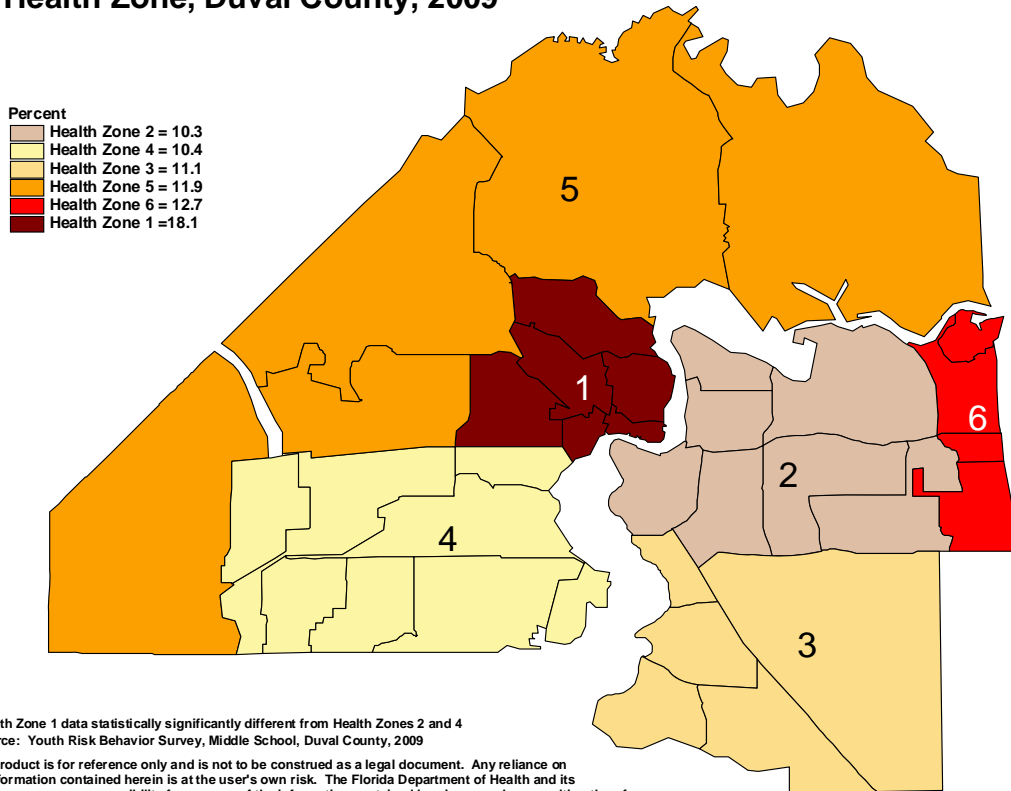 Health Zone, Duval County, 2009
Percent
Health Zone 2 = 10.3
Health Zone 4 = 10.4
Health Zone 3 = 11.1
Health Zone 5 = 11.9
Health Zone 6 = 12.7
Health Zone 1 =18.1
5
1
6
2
4
3
th Zone 1 data statistically significantly different from Health Zones 2 and 4
rce: Youth Risk Behavior Survey, Middle School, Duval County, 2009
roduct is for reference only and is not to be construed as a legal document. Any reliance on
formation contained herein is at the user's own risk. The Florida Department of Health and its